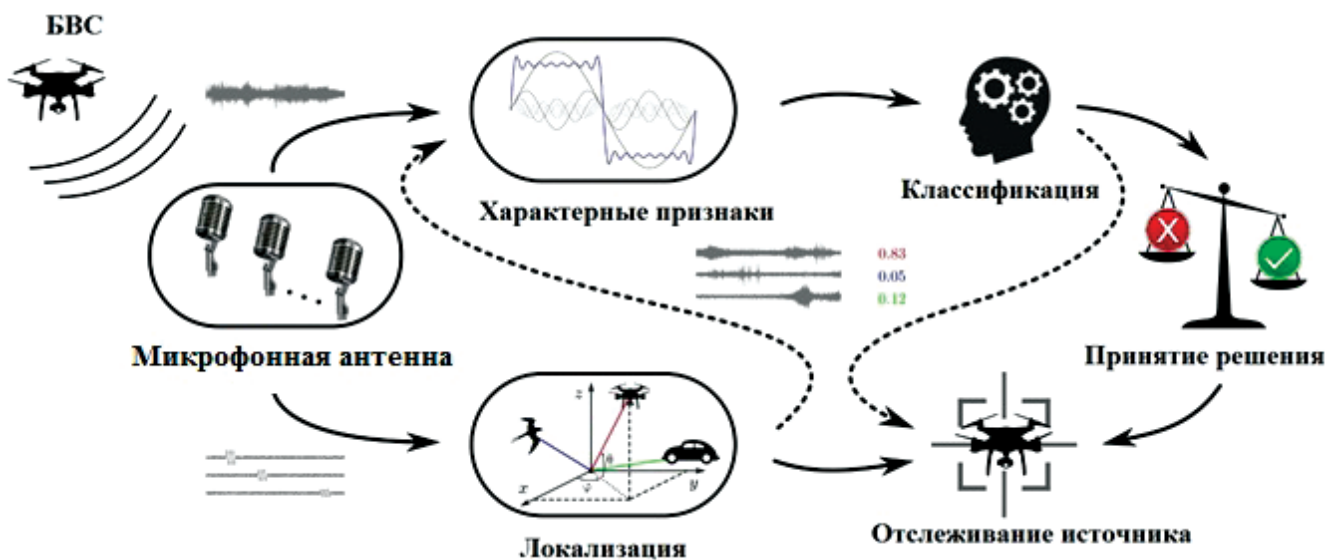 БВС
Характерные признаки
Классификация
0.83
0.05
0.12
Микрофонная антенна
Принятие решения
z
θ
φ
x
y
Локализация
Отслеживание источника